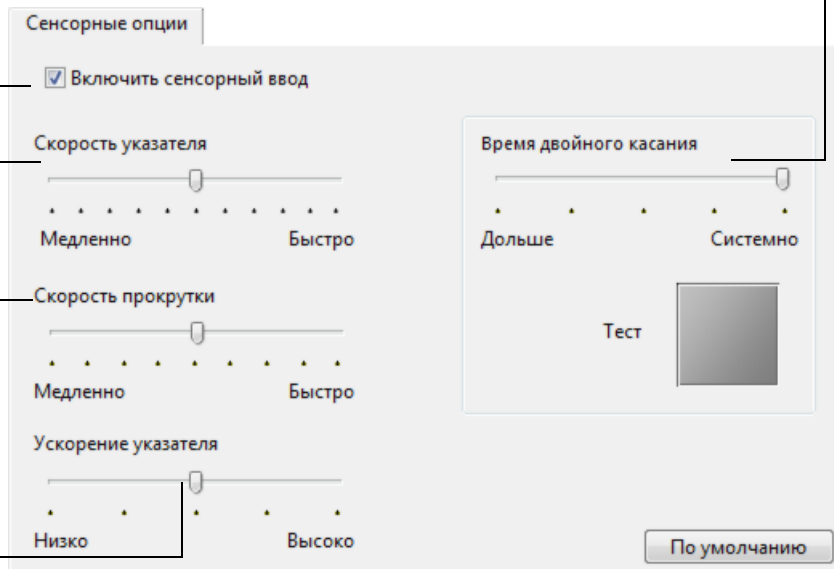 Сенсорные опции
Включить сенсорный ввод
Скорость указателя
Медленно Быстро
Скорость прокрутки
Медленно Быстро
Ускорение указателя
Низко Высоко
Время двойного касания
Дольше Системно
Тест
По умолчанию